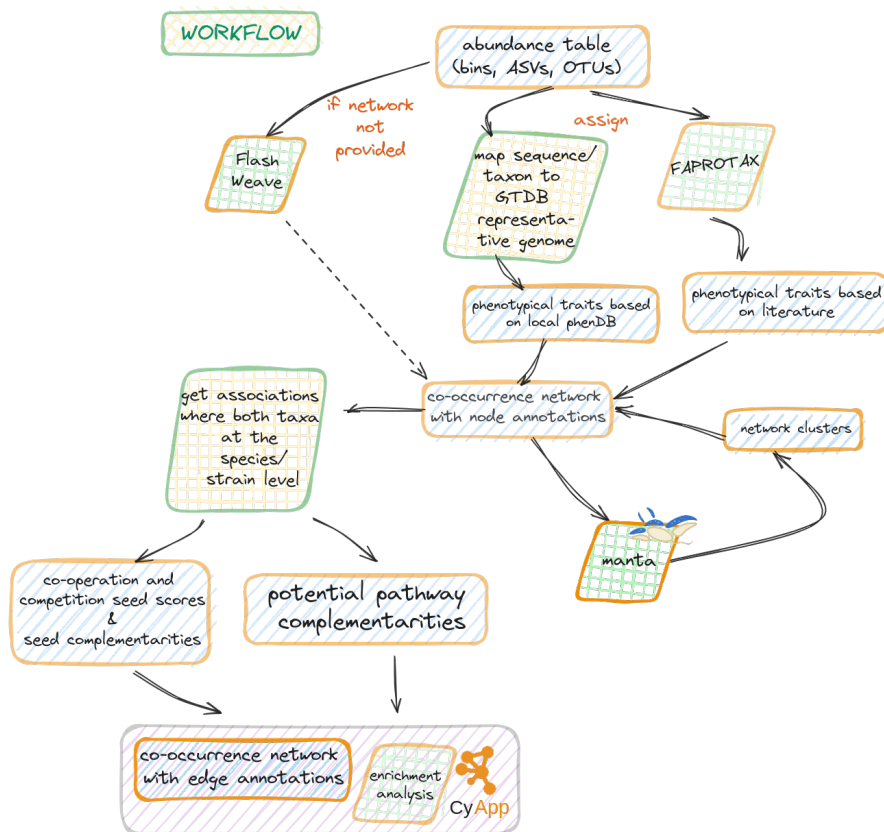 WORKFLOW
abundance table
(bins, ASVs, OTUs)
if network
not
provided
assign
Flash
Weave
map sequence/
taxon to
GTDB
representa-
tive genome
FAPROTAX
phenotypical traits based
on local phenDB
phenotypical traits based
on literature
get associations
where both taxa
at the
species/
strain level
co-occurrence network
with node annotations
network clusters
manta
co-operation and
competition seed scores
&
seed complementarities
potential pathway
complementarities
co-occurrence network
with edge annotations
enrichment
analysis
CyApp